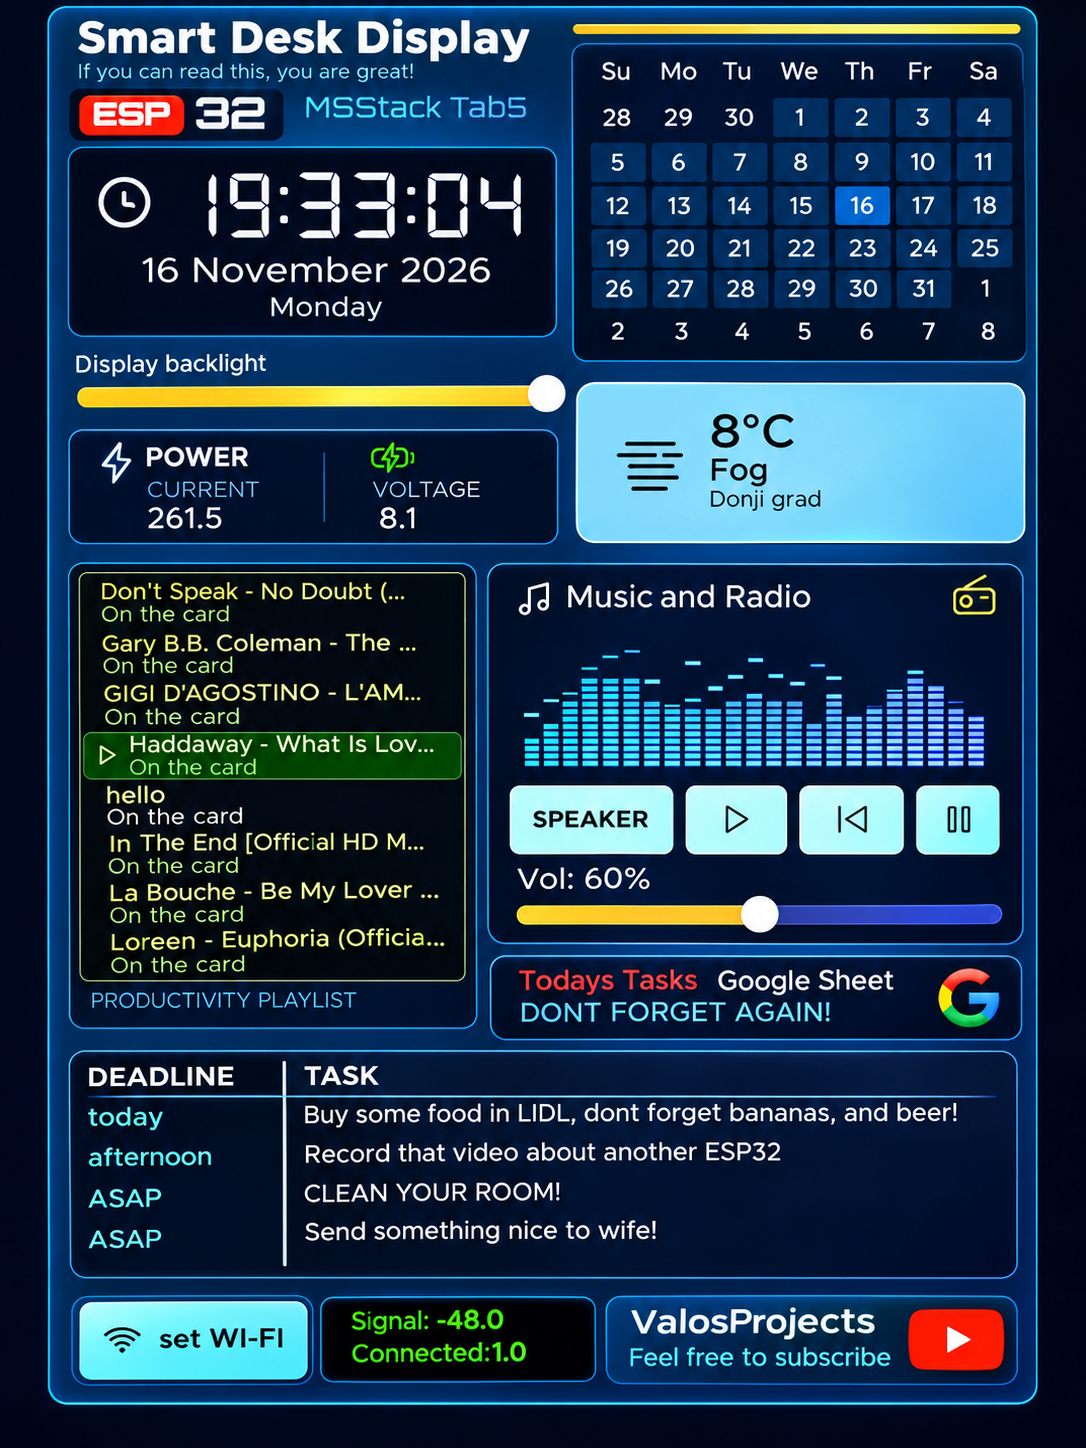 Smart Desk Display
If you can read this, you are great!
ESP 32 MSStack Tab5
19:33:04
16 November 2026
Monday
Su Mo Tu We Th Fr Sa
28 29 30 1 2 3 4
5 6 7 8 9 10 11
12 13 14 15 16 17 18
19 20 21 22 23 24 25
26 27 28 29 30 31 1
2 3 4 5 6 7 8
Display backlight
POWER
CURRENT
261.5
VOLTAGE
8.1
8°C
Fog
Donji grad
Don't Speak - No Doubt (...
On the card
Gary B.B. Coleman - The ...
On the card
GIGI D'AGOSTINO - L'AM...
On the card
Haddaway - What Is Lov...
On the card
hello
On the card
In The End [Official HD M...
On the card
La Bouche - Be My Lover ...
On the card
Loreen - Euphoria (Officia...
On the card
PRODUCTIVITY PLAYLIST
Music and Radio
SPEAKER
Vol: 60%
Todays Tasks Google Sheet
DONT FORGET AGAIN!
DEADLINE TASK
today Buy some food in LIDL, dont forget bananas, and beer!
afternoon Record that video about another ESP32
ASAP CLEAN YOUR ROOM!
ASAP Send something nice to wife!
set WI-FI
Signal: -48.0
Connected:1.0
ValosProjects
Feel free to subscribe